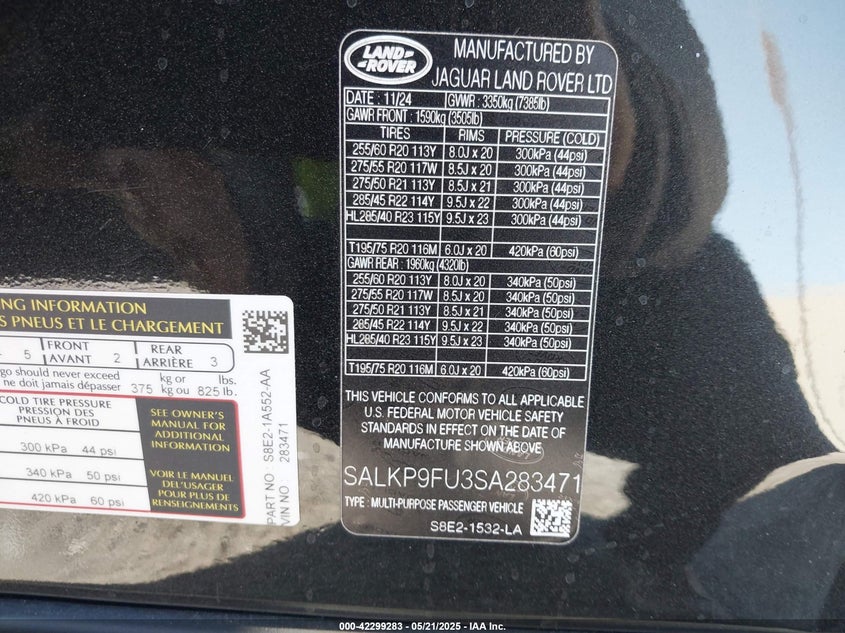 LAND ROVER
MANUFACTURED BY
JAGUAR LAND ROVER LTD
DATE : 11/24 GVWR : 3350kg (7385lb)
GAWR FRONT : 1590kg (3505lb)
TIRES RIMS PRESSURE (COLD)
255/60 R20 113Y 8.0J x 20 300kPa (44psi)
275/55 R20 117W 8.5J x 20 300kPa (44psi)
275/50 R21 113Y 8.5J x 21 300kPa (44psi)
285/45 R22 114Y 9.5J x 22 300kPa (44psi)
HL285/40 R23 115Y 9.5J x 23 300kPa (44psi)
T195/75 R20 116M 6.0J x 20 420kPa (60psi)
GAWR REAR : 1960kg (4320lb)
255/60 R20 113Y 8.0J x 20 340kPa (50psi)
275/55 R20 117W 8.5J x 20 340kPa (50psi)
275/50 R21 113Y 8.5J x 21 340kPa (50psi)
285/45 R22 114Y 9.5J x 22 340kPa (50psi)
HL285/40 R23 115Y 9.5J x 23 340kPa (50psi)
T195/75 R20 116M 6.0J x 20 420kPa (60psi)
THIS VEHICLE CONFORMS TO ALL APPLICABLE
U.S. FEDERAL MOTOR VEHICLE SAFETY
STANDARDS IN EFFECT ON THE DATE OF
MANUFACTURE SHOWN ABOVE.
SALKP9FU3SA283471
TYPE : MULTI-PURPOSE PASSENGER VEHICLE
S8E2-1532-LA
ING INFORMATION
S PNEUS ET LE CHARGEMENT
5 FRONT AVANT 2 REAR ARRIÈRE 3
go should never exceed
ne doit jamais dépasser 375 kg or kg ou 825 lbs. lb.
COLD TIRE PRESSURE
PRESSION DES
PNEUS À FROID
300 kPa 44 psi
340 kPa 50 psi
420 kPa 60 psi
SEE OWNER'S
MANUAL FOR
ADDITIONAL
INFORMATION
VOIR LE MANUEL
DE L'USAGER
POUR PLUS DE
RENSEIGNEMENTS
PART NO : S8E2-1A552-AA
VIN NO : 283471
000-42299283 - 05/21/2025 - IAA Inc.